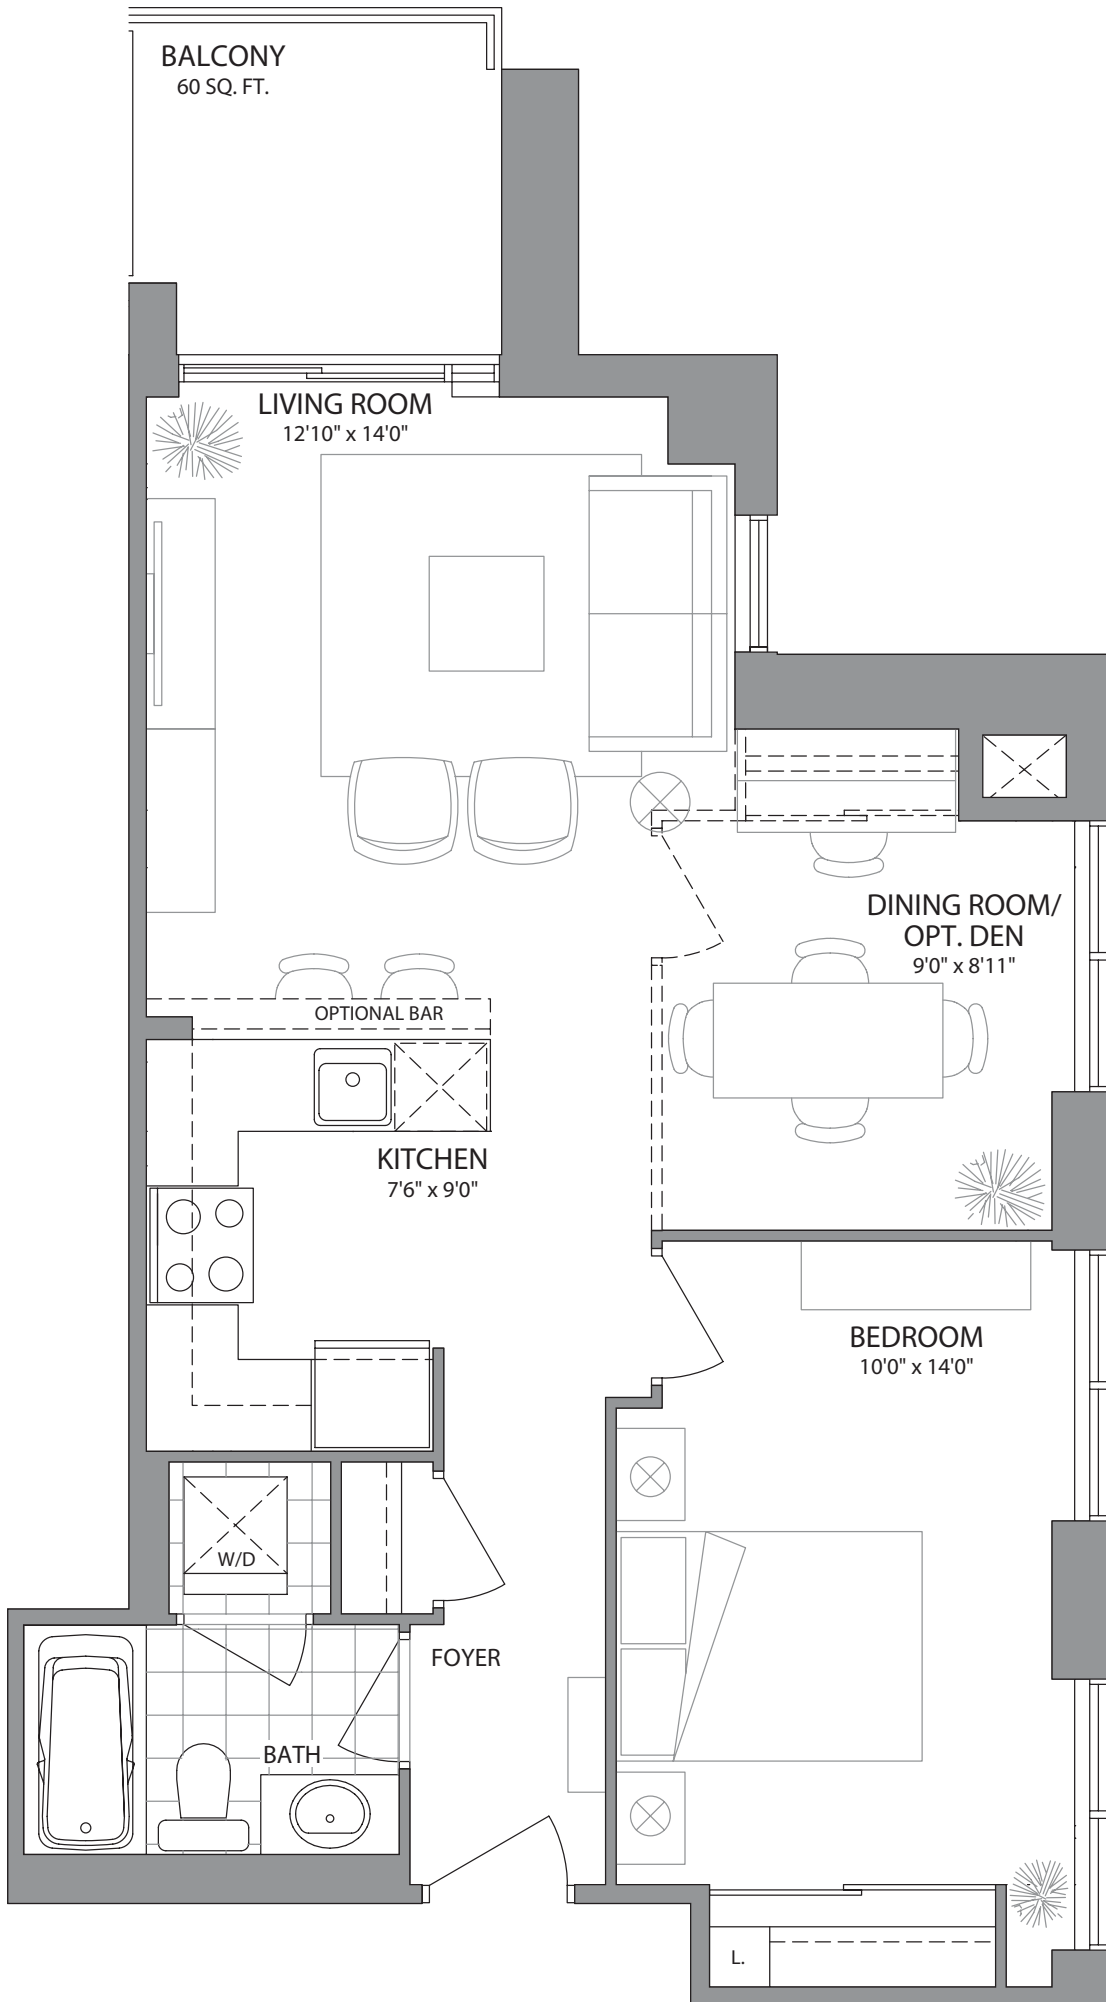 BALCONY
60 SQ. FT.
LIVING ROOM
12'10" x 14'0"
DINING ROOM/
OPT. DEN
9'0" x 8'11"
OPTIONAL BAR
KITCHEN
7'6" x 9'0"
BEDROOM
10'0" x 14'0"
W/D
FOYER
BATH
L.